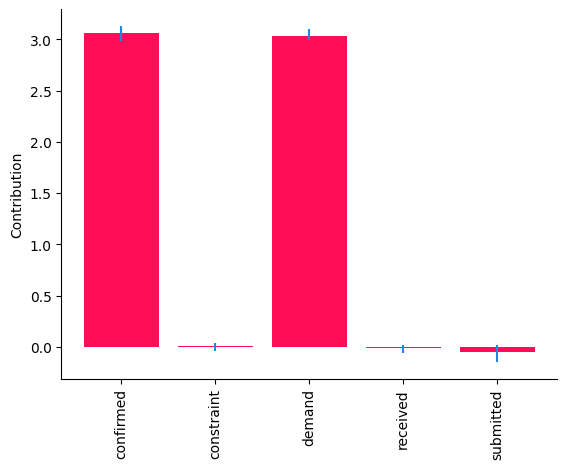 3.0
2.5
2.0
1.5
1.0
0.5
0.0
Contribution
confirmed
constraint
demand
received
submitted